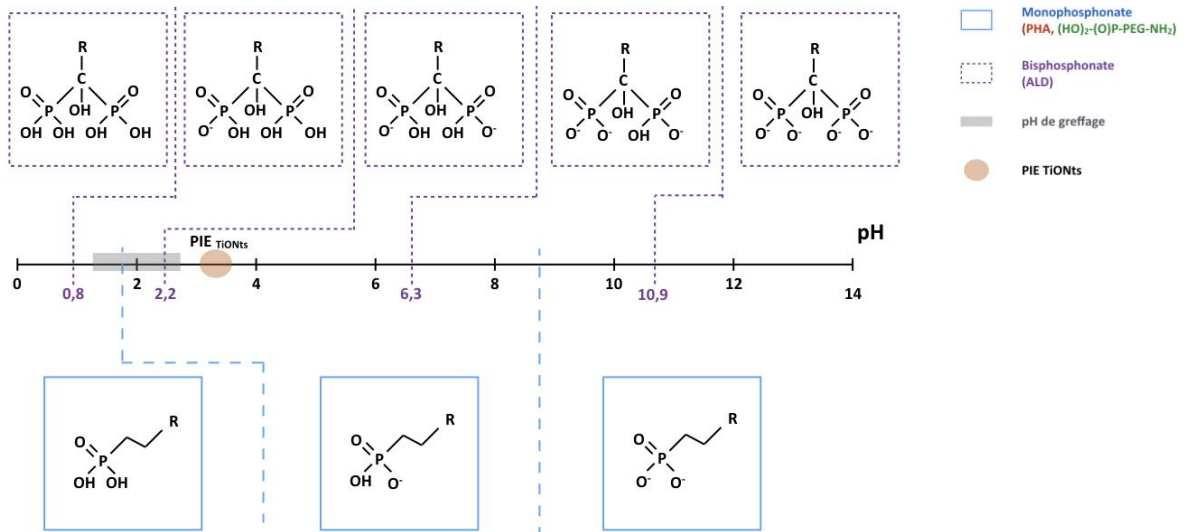 Monophosphonate
(PHA, (HO)₂-(O)P-PEG-NH₂)
Bisphosphonate
(ALD)
pH de greffage
PIE TiONts
R
C
O OH O
P P
OH OH OH OH
R
C
O OH O
P P
O⁻ OH OH OH
R
C
O OH O
P P
O⁻ OH OH O⁻
R
C
O OH O
P P
O⁻ O⁻ OH O⁻
R
C
O OH O
P P
O⁻ O⁻ O⁻ O⁻
PIE TiONts
pH
0 2 4 6 8 10 12 14
0,8 2,2 6,3 10,9
R
O
P
OH OH
R
O
P
OH O⁻
R
O
P
O⁻ O⁻